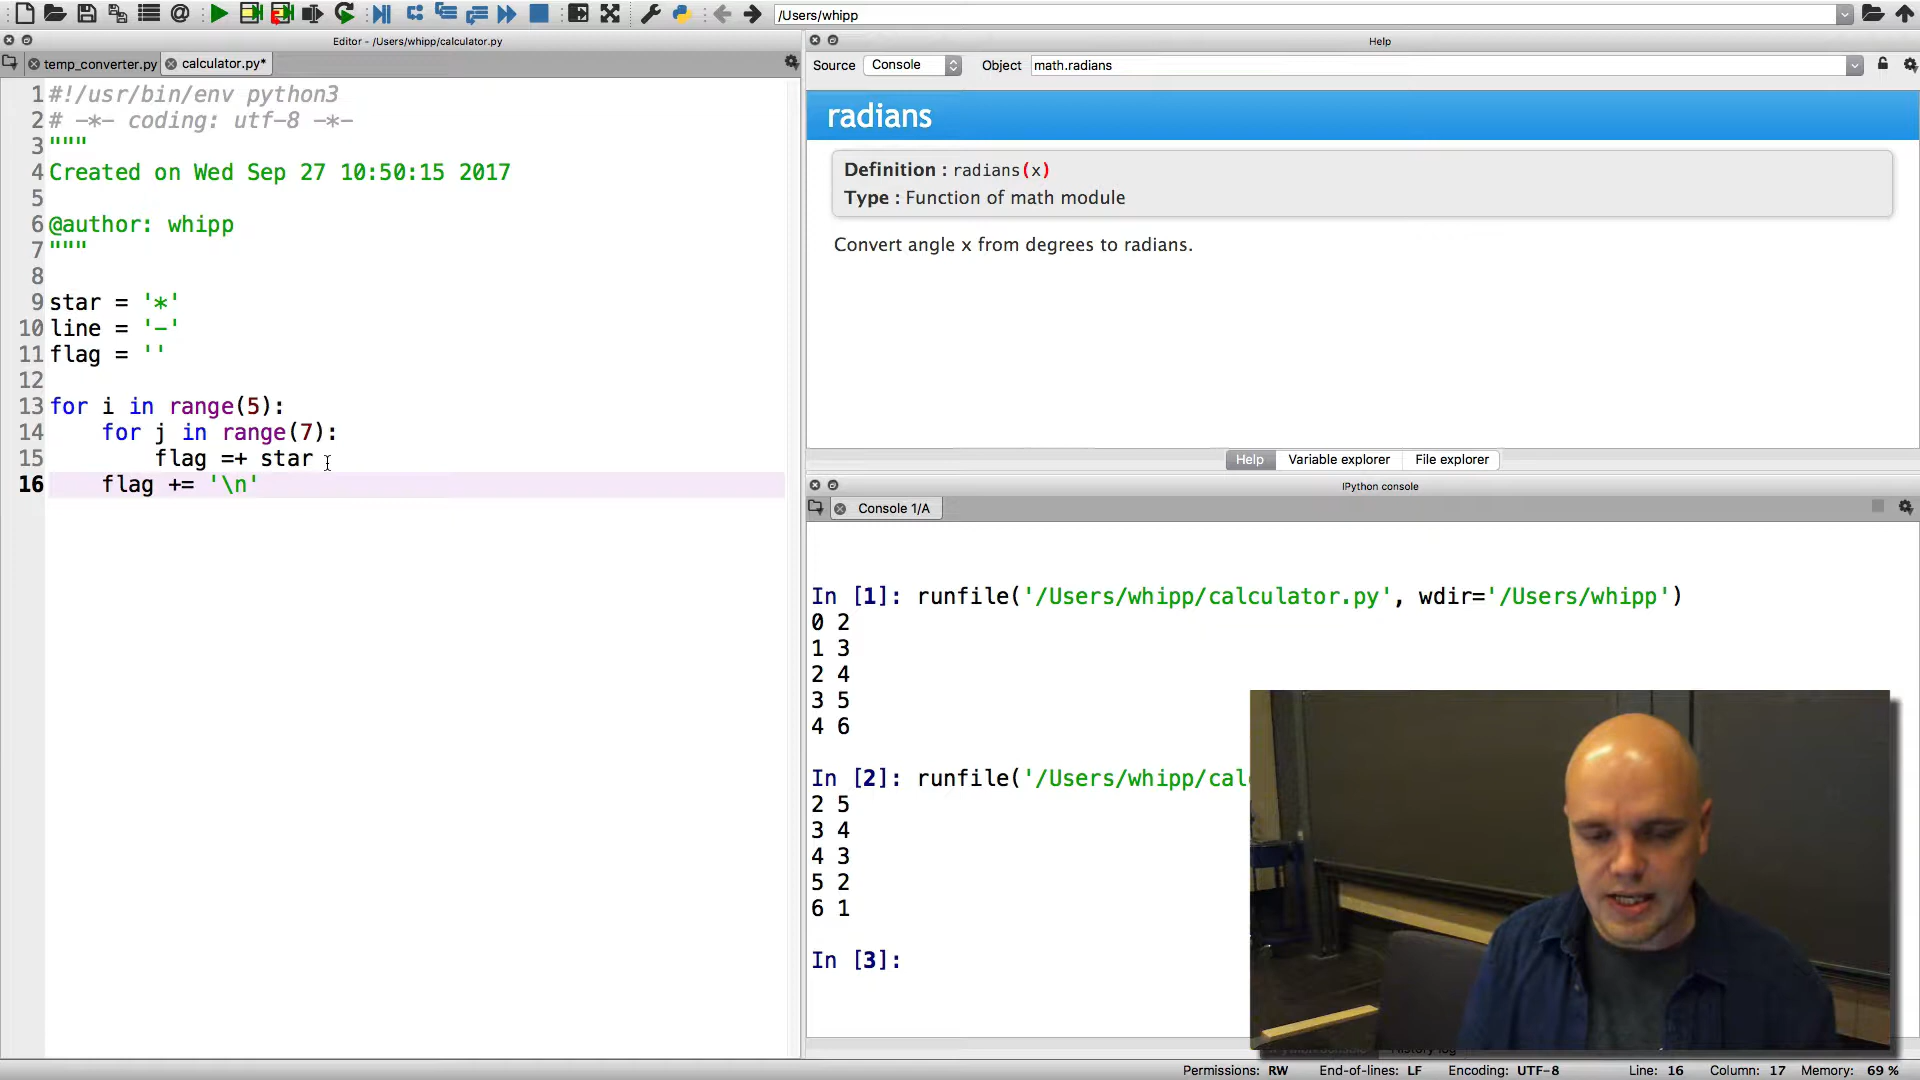 /Users/whipp
Editor - /Users/whipp/calculator.py
temp_converter.py
calculator.py*
1 #!/usr/bin/env python3
2 # -*- coding: utf-8 -*-
3 """
4 Created on Wed Sep 27 10:50:15 2017
5
6 @author: whipp
7 """
8
9 star = '*'
10 line = '-'
11 flag = ''
12
13 for i in range(5):
14 for j in range(7):
15 flag =+ star
16 flag += '\n'
Help
Source Console Object math.radians
radians
Definition : radians(x)
Type : Function of math module
Convert angle x from degrees to radians.
Help Variable explorer File explorer
IPython console
Console 1/A
In [1]: runfile('/Users/whipp/calculator.py', wdir='/Users/whipp')
0 2
1 3
2 4
3 5
4 6
In [2]: runfile('/Users/whipp/cal
2 5
3 4
4 3
5 2
6 1
In [3]:
Permissions: RW End-of-lines: LF Encoding: UTF-8 Line: 16 Column: 17 Memory: 69 %